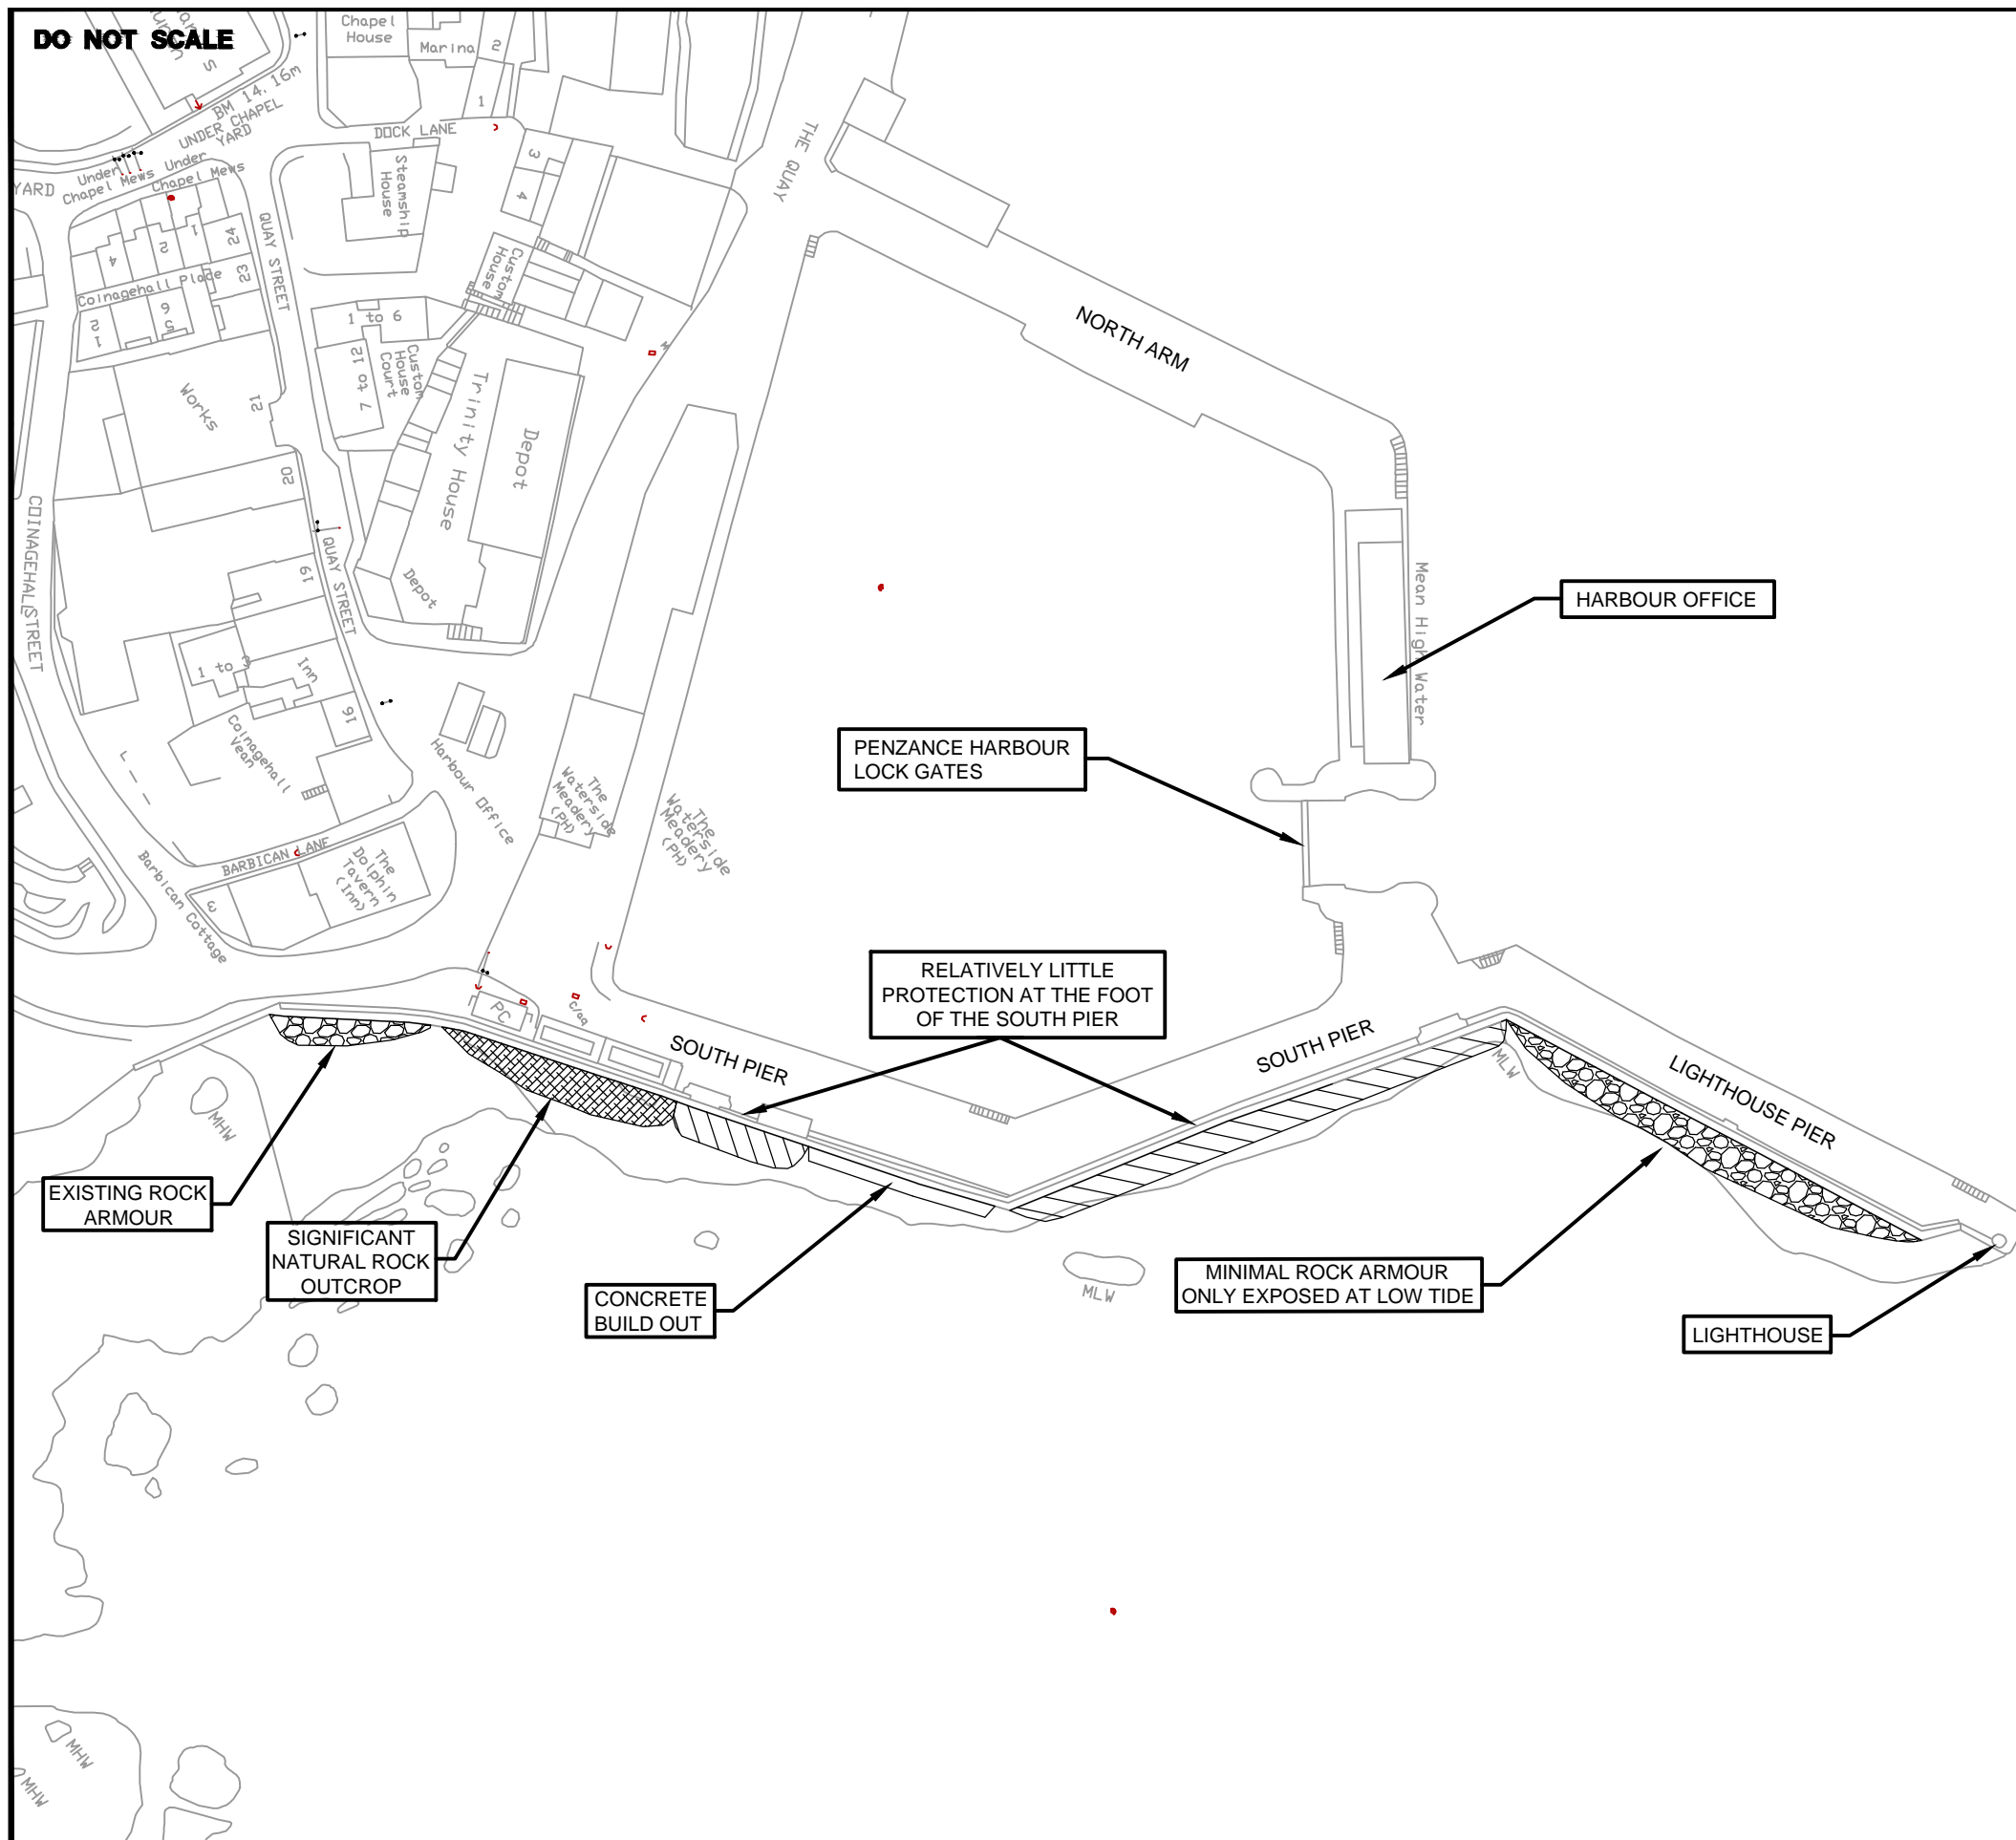 DO NOT SCALE
Chapel
House
Marina
2
1
BM 14.16m
UNDER CHAPEL
YARD
DOCK LANE
THE QUAY
YARD
Under
Chapel Mews
Under
Chapel Mews
Steamship
House
3
4
QUAY STREET
4
2
1
24
23
Coinagehall Place
Custom
House
1
2
6
5
1 to 6
12 to 7
Custom
House
Court
NORTH ARM
Works
21
20
Trinity House
Depot
COINAGEHALL STREET
QUAY STREET
19
Depot
Mean High Water
HARBOUR OFFICE
1 to 3
Inn
16
Coinagehall
Vean
Harbour Office
PENZANCE HARBOUR
LOCK GATES
The
Waterside
Meadery
(PH)
The
Waterside
Meadery
(PH)
BARBICAN LANE
The
Dolphin
Tavern
(Inn)
3
Barbican Cottage
RELATIVELY LITTLE
PROTECTION AT THE FOOT
OF THE SOUTH PIER
PC
SOUTH PIER
SOUTH PIER
MLW
LIGHTHOUSE PIER
MHW
EXISTING ROCK
ARMOUR
SIGNIFICANT
NATURAL ROCK
OUTCROP
CONCRETE
BUILD OUT
MLW
MINIMAL ROCK ARMOUR
ONLY EXPOSED AT LOW TIDE
LIGHTHOUSE
MHW
MHW